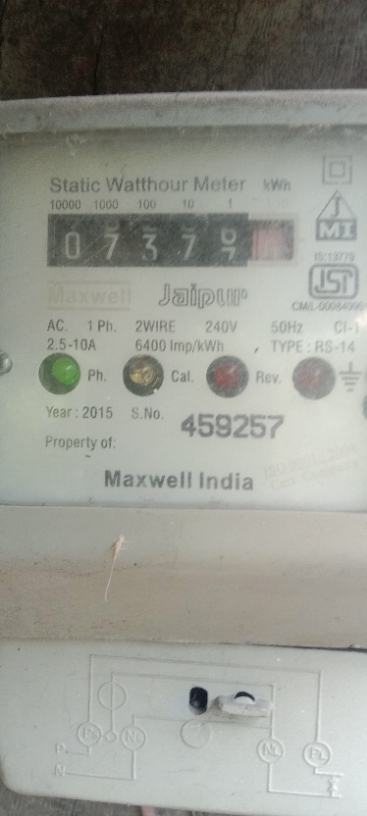 Static Watthour Meter kWh
10000 1000 100 10 1
0 7 3 7
MI
IS:13779
ISI
Maxwell Jaipur
AC. 1 Ph. 2WIRE 240V 50Hz Cl-1
2.5-10A 6400 Imp/kWh TYPE : RS-14
Ph. Cal. Rev.
Year : 2015 S.No. 459257
Property of:
Maxwell India
P
N